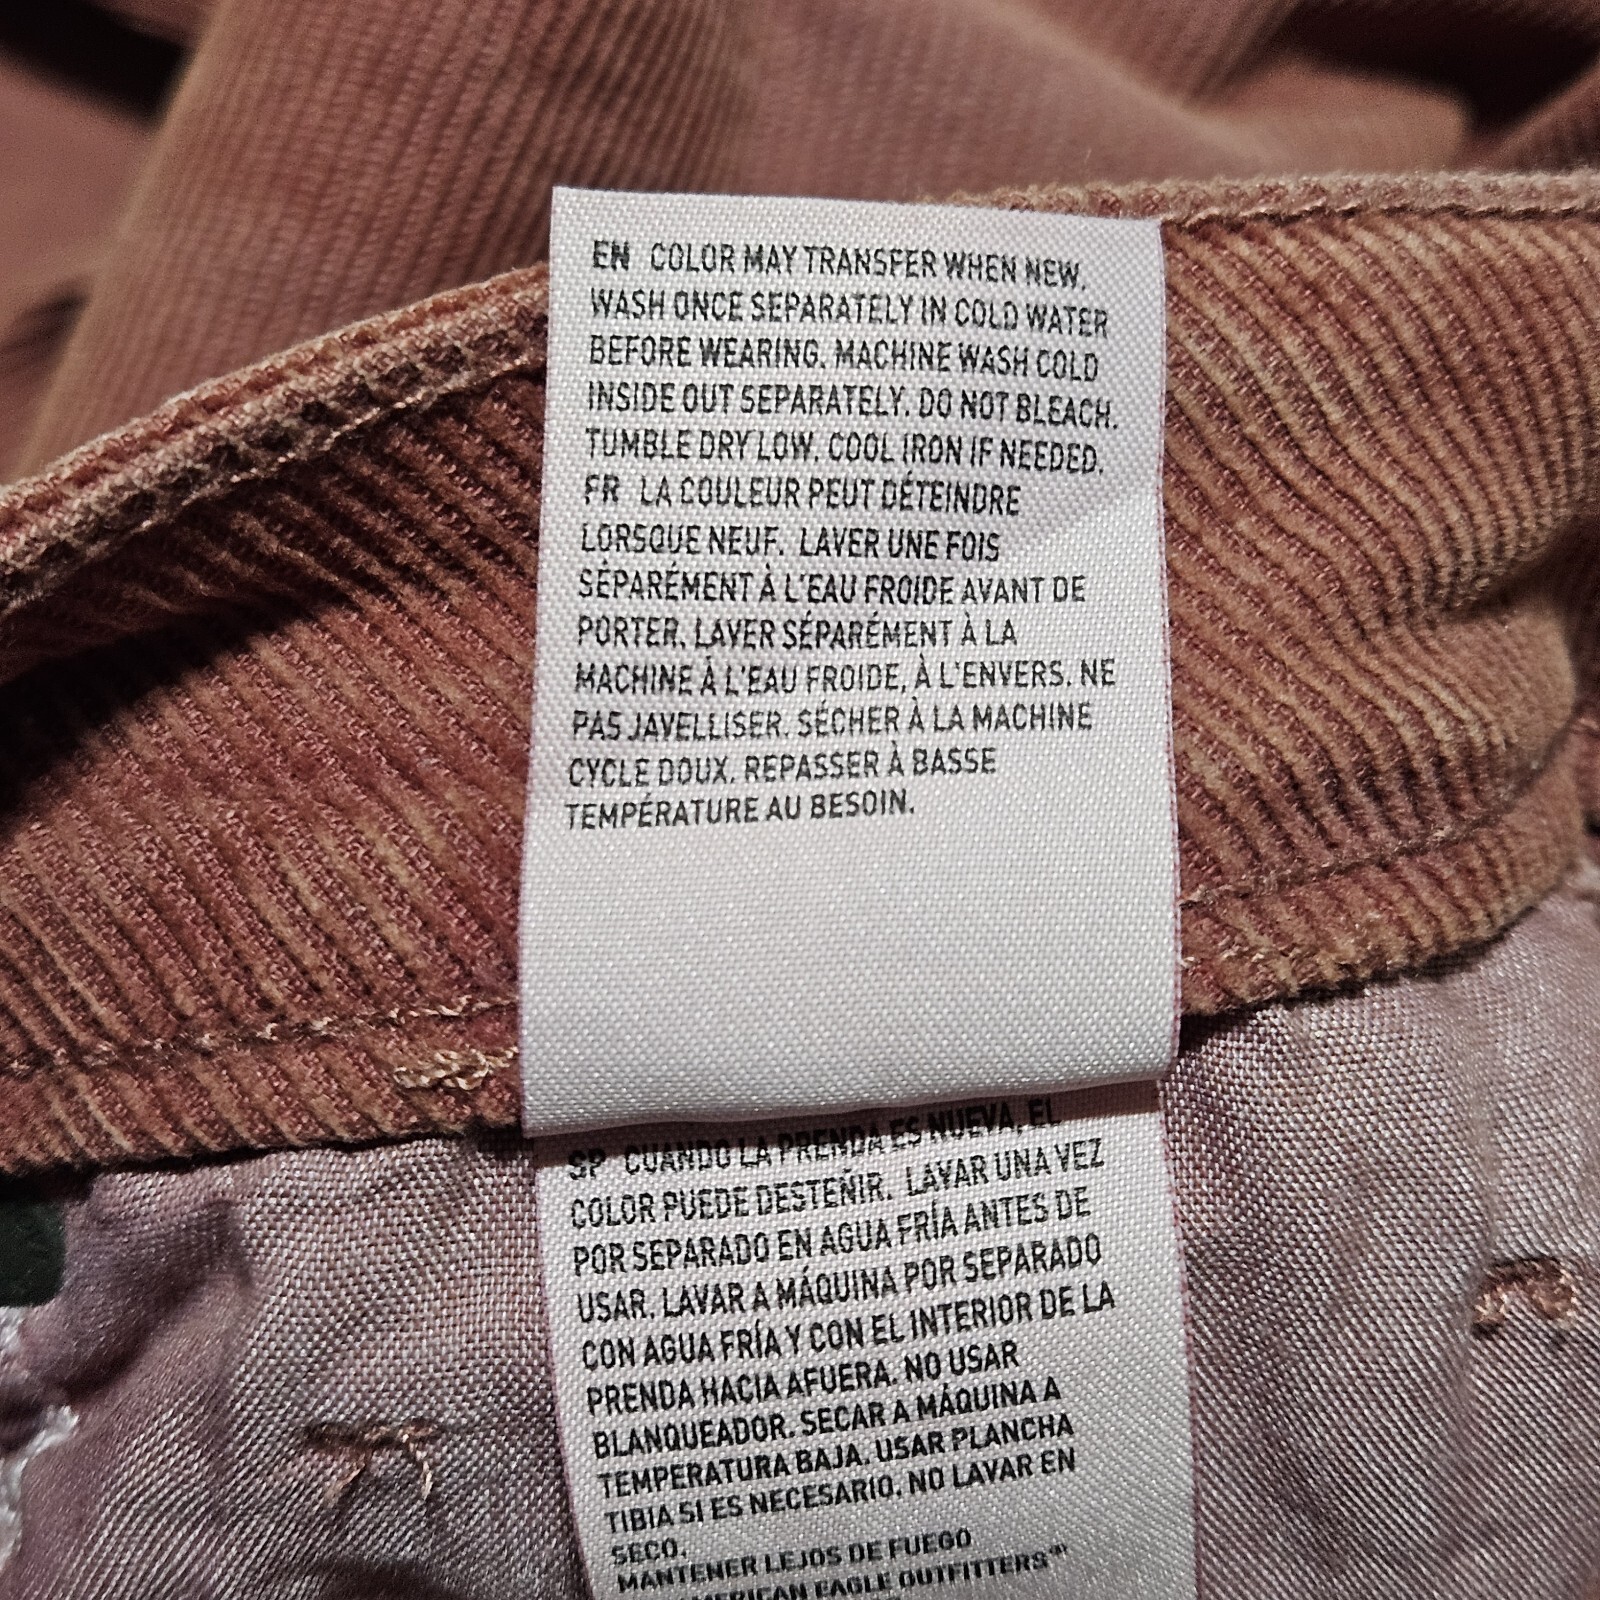 EN COLOR MAY TRANSFER WHEN NEW.
WASH ONCE SEPARATELY IN COLD WATER
BEFORE WEARING. MACHINE WASH COLD
INSIDE OUT SEPARATELY. DO NOT BLEACH.
TUMBLE DRY LOW. COOL IRON IF NEEDED.
FR LA COULEUR PEUT DÉTEINDRE
LORSQUE NEUF. LAVER UNE FOIS
SÉPARÉMENT À L'EAU FROIDE AVANT DE
PORTER. LAVER SÉPARÉMENT À LA
MACHINE À L'EAU FROIDE, À L'ENVERS. NE
PAS JAVELLISER. SÉCHER À LA MACHINE
CYCLE DOUX. REPASSER À BASSE
TEMPÉRATURE AU BESOIN.
SP CUANDO LA PRENDA ES NUEVA, EL
COLOR PUEDE DESTEÑIR. LAVAR UNA VEZ
POR SEPARADO EN AGUA FRÍA ANTES DE
USAR. LAVAR A MÁQUINA POR SEPARADO
CON AGUA FRÍA Y CON EL INTERIOR DE LA
PRENDA HACIA AFUERA. NO USAR
BLANQUEADOR. SECAR A MÁQUINA A
TEMPERATURA BAJA. USAR PLANCHA
TIBIA SI ES NECESARIO. NO LAVAR EN
SECO.
MANTENER LEJOS DE FUEGO
AMERICAN EAGLE OUTFITTERS